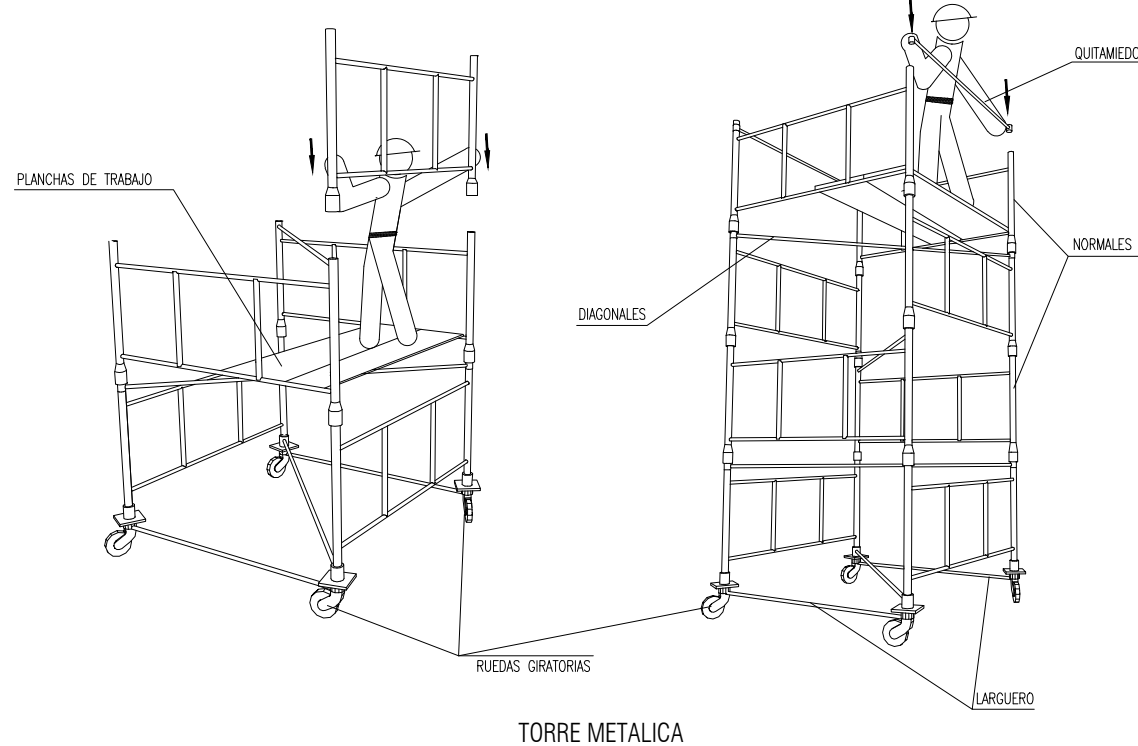 QUITAMIEDO
PLANCHAS DE TRABAJO
NORMALES
DIAGONALES
RUEDAS GIRATORIAS
LARGUERO
TORRE METALICA